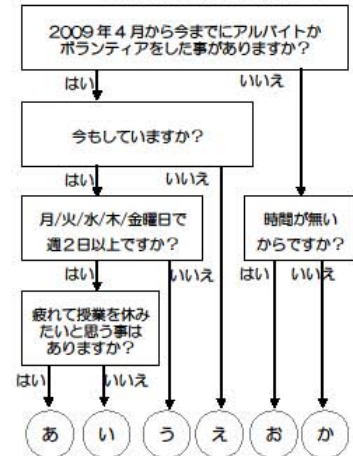 2009年4月から今までにアルバイトか
ボランティアをした事がありますか？
はい
いいえ
今もしていますか？
はい
いいえ
月/火/水/木/金曜日で
週2日以上ですか？
時間が無い
からですか？
はい
いいえ
はい
いいえ
疲れて授業を休み
たいと思う事は
ありますか？
はい
いいえ
あ
い
う
え
お
か